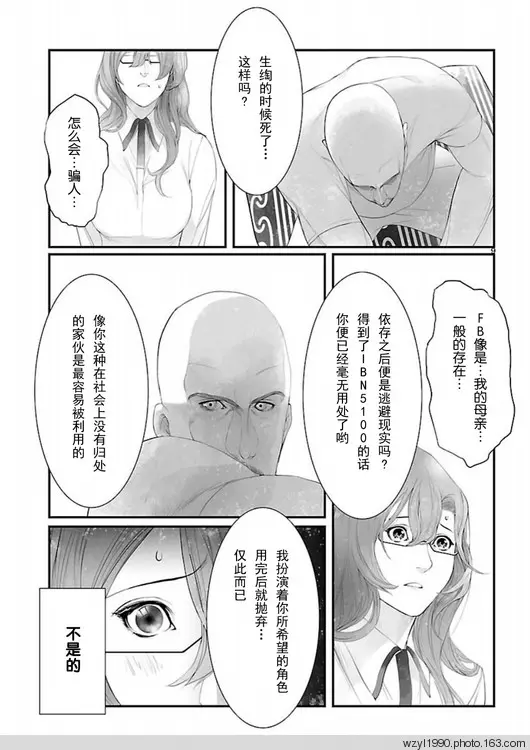 生绹的时候死了…
这样吗?
怎么会…骗人…
FB像是…我的母亲…
一般的存在…
依存之后便是逃避现实吗?
得到了IBN5100的话
你便已经毫无用处了哟
像你这种在社会上没有归处
的家伙是最容易被利用的
我扮演着你所希望的角色
用完后就抛弃…
仅此而已
不是的
wzyl1990.photo.163.com